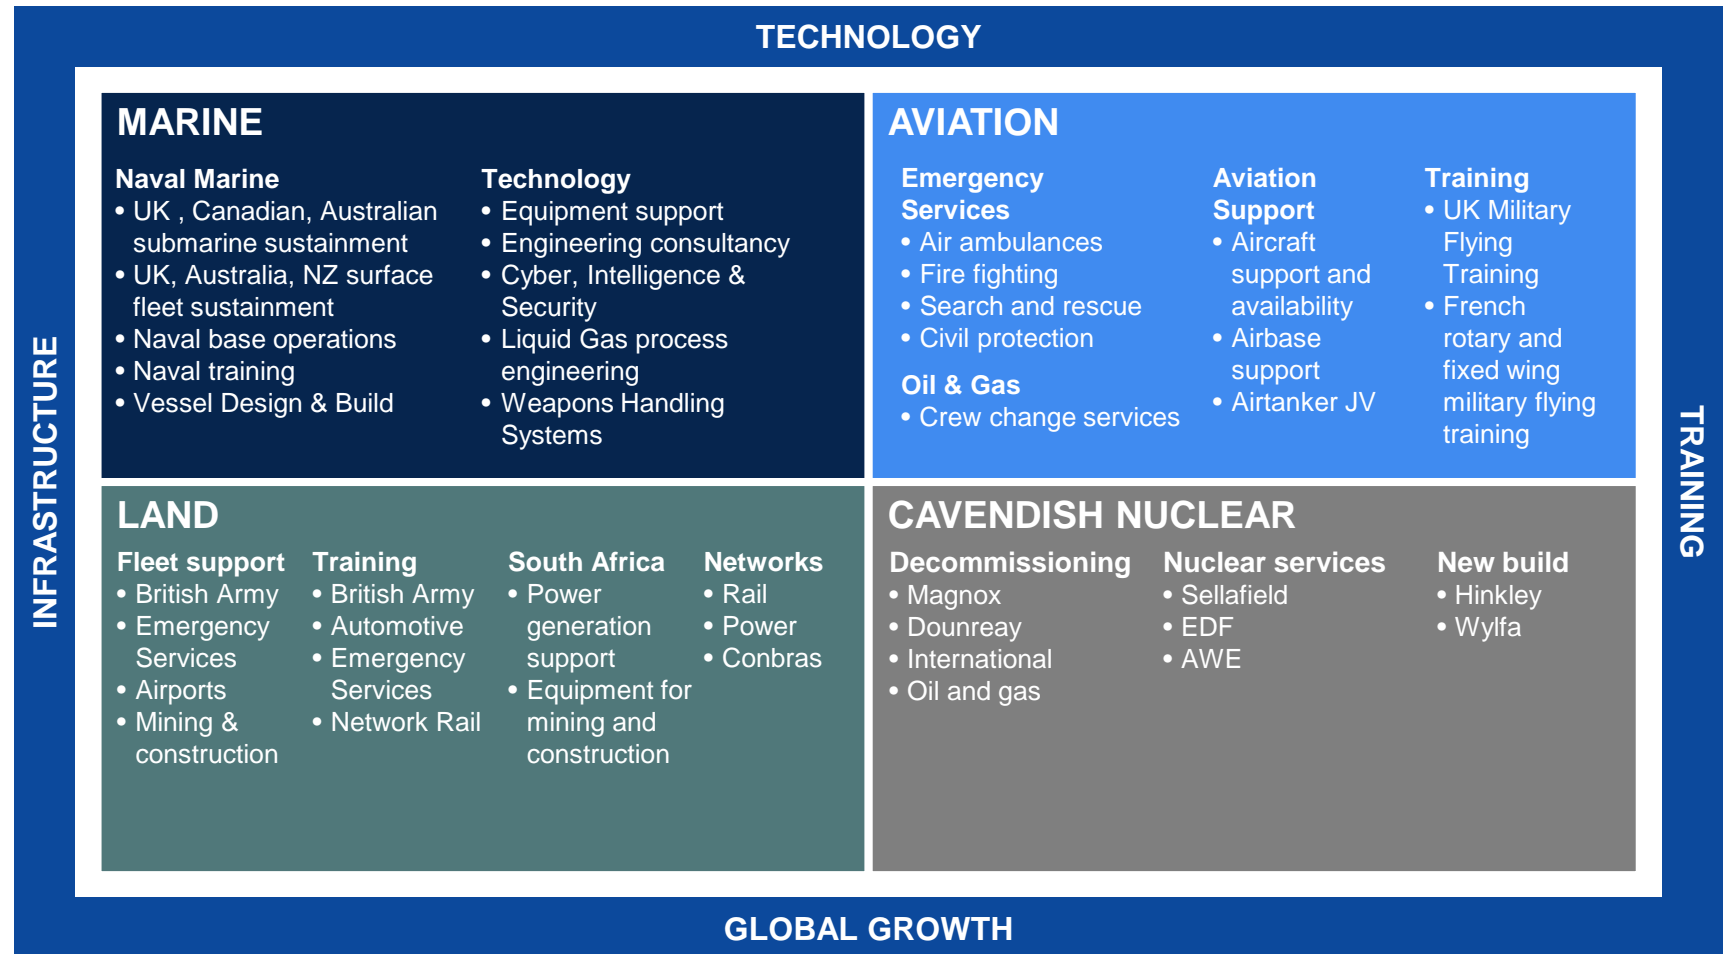 TECHNOLOGY
INFRASTRUCTURE
MARINE
Naval Marine
• UK , Canadian, Australian
submarine sustainment
• UK, Australia, NZ surface
fleet sustainment
• Naval base operations
• Naval training
• Vessel Design & Build
Technology
• Equipment support
• Engineering consultancy
• Cyber, Intelligence &
Security
• Liquid Gas process
engineering
• Weapons Handling
Systems
AVIATION
Emergency
Services
• Air ambulances
• Fire fighting
• Search and rescue
• Civil protection
Oil & Gas
• Crew change services
Aviation
Support
• Aircraft
support and
availability
• Airbase
support
• Airtanker JV
Training
• UK Military
Flying
Training
• French
rotary and
fixed wing
military flying
training
LAND
Fleet support
• British Army
• Emergency
Services
• Airports
• Mining &
construction
Training
• British Army
• Automotive
• Emergency
Services
• Network Rail
South Africa
• Power
generation
support
• Equipment for
mining and
construction
Networks
• Rail
• Power
• Conbras
CAVENDISH NUCLEAR
Decommissioning
• Magnox
• Dounreay
• International
• Oil and gas
Nuclear services
• Sellafield
• EDF
• AWE
New build
• Hinkley
• Wylfa
TRAINING
GLOBAL GROWTH